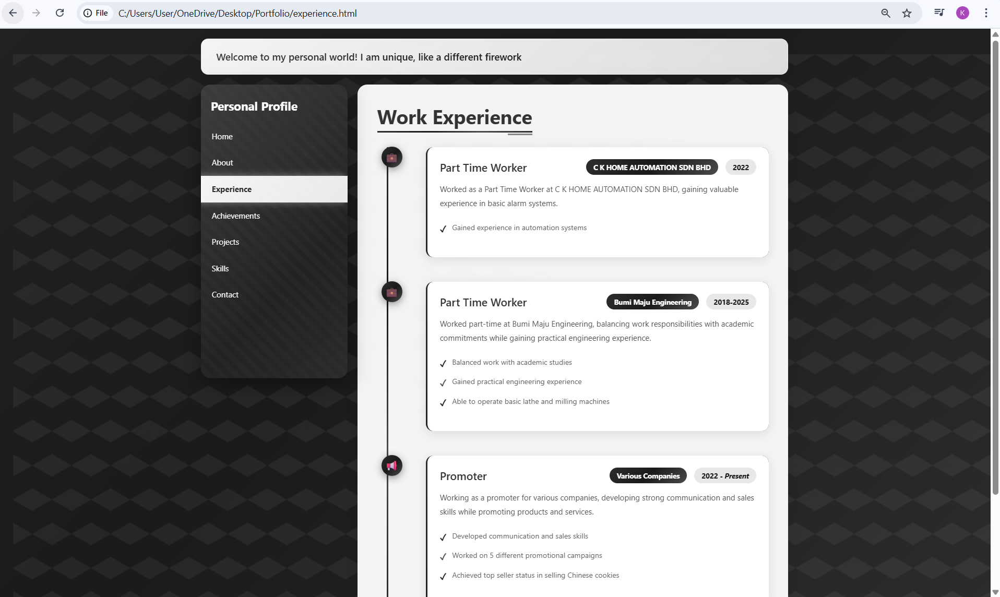 File
C:/Users/User/OneDrive/Desktop/Portfolio/experience.html
K
Welcome to my personal world! I am unique, like a different firework
Personal Profile
Home
About
Experience
Achievements
Projects
Skills
Contact
Work Experience
Part Time Worker
C K HOME AUTOMATION SDN BHD
2022
Worked as a Part Time Worker at C K HOME AUTOMATION SDN BHD, gaining valuable
experience in basic alarm systems.
✓ Gained experience in automation systems
Part Time Worker
Bumi Maju Engineering
2018-2025
Worked part-time at Bumi Maju Engineering, balancing work responsibilities with academic
commitments while gaining practical engineering experience.
✓ Balanced work with academic studies
✓ Gained practical engineering experience
✓ Able to operate basic lathe and milling machines
Promoter
Various Companies
2022 - Present
Working as a promoter for various companies, developing strong communication and sales
skills while promoting products and services.
✓ Developed communication and sales skills
✓ Worked on 5 different promotional campaigns
✓ Achieved top seller status in selling Chinese cookies